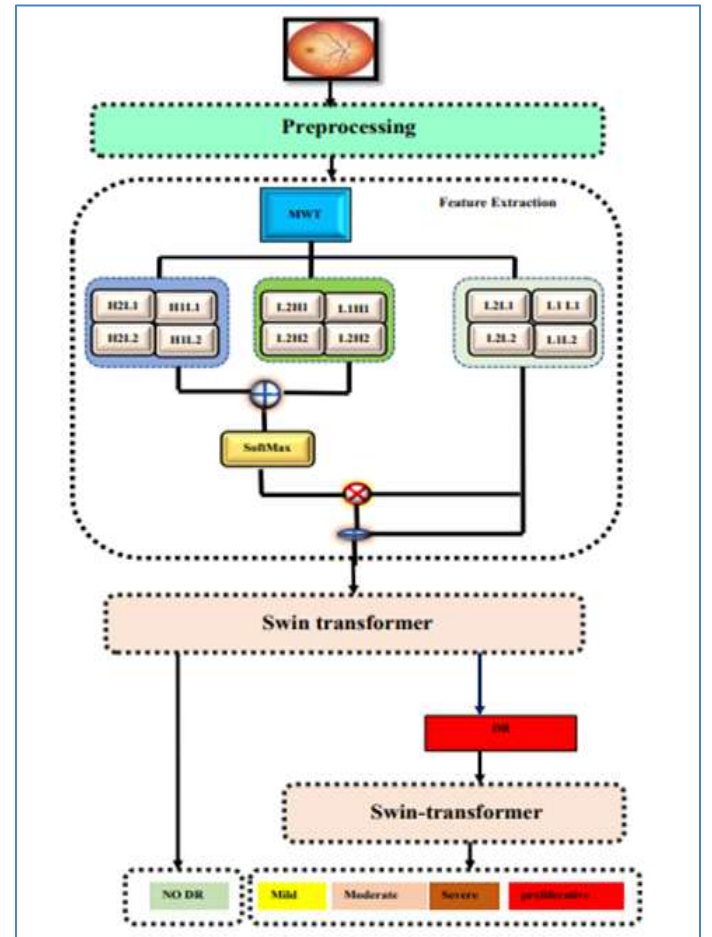 Preprocessing
Feature Extraction
MWT
H2L1 H1L1
H2L2 H1L2
L2H1 L1H1
L2H2 L2H2
L2L1 L1 L1
L2L2 L1L2
SoftMax
Swin transformer
DR
Swin-transformer
NO DR
Mild
Moderate
Severe
proliferative